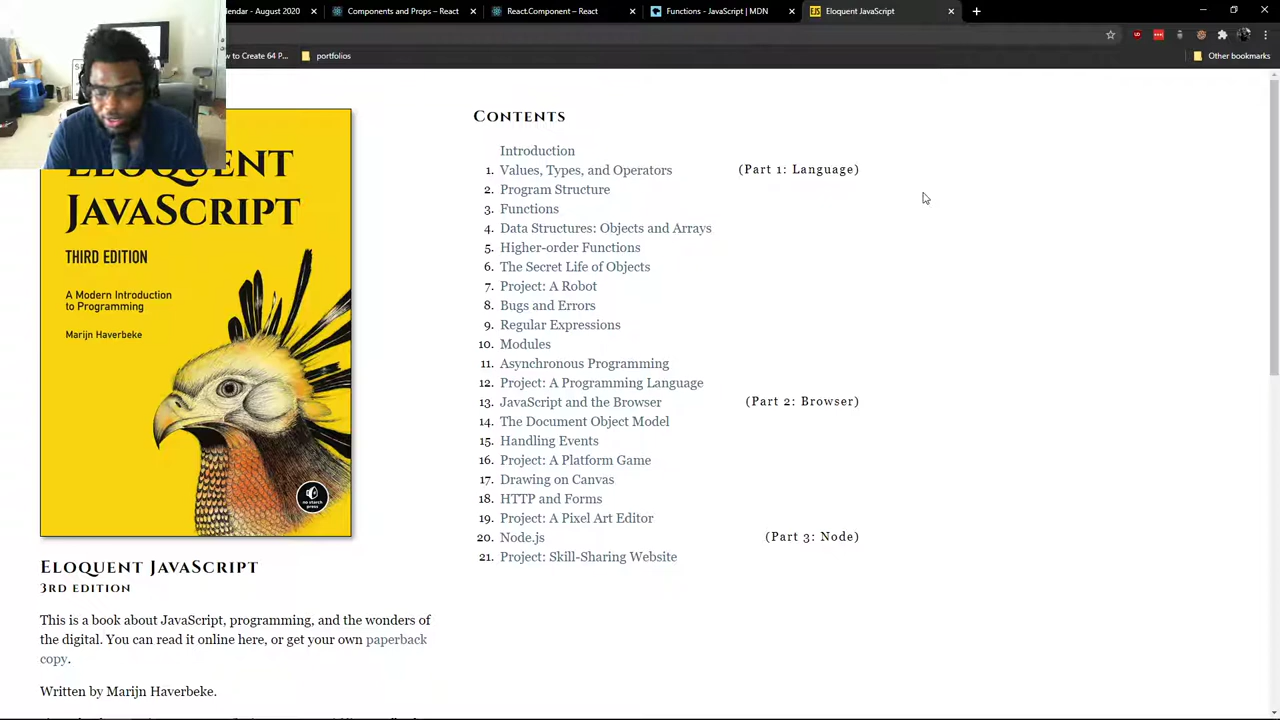 lendar - August 2020
Components and Props – React
React.Component – React
Functions - JavaScript | MDN
Eloquent JavaScript
ow to Create 64 P...
portfolios
Other bookmarks
ELOQUENT
JAVASCRIPT
THIRD EDITION
A Modern Introduction
to Programming
Marijn Haverbeke
no starch
press
CONTENTS
Introduction
1. Values, Types, and Operators (Part 1: Language)
2. Program Structure
3. Functions
4. Data Structures: Objects and Arrays
5. Higher-order Functions
6. The Secret Life of Objects
7. Project: A Robot
8. Bugs and Errors
9. Regular Expressions
10. Modules
11. Asynchronous Programming
12. Project: A Programming Language
13. JavaScript and the Browser (Part 2: Browser)
14. The Document Object Model
15. Handling Events
16. Project: A Platform Game
17. Drawing on Canvas
18. HTTP and Forms
19. Project: A Pixel Art Editor
20. Node.js (Part 3: Node)
21. Project: Skill-Sharing Website
ELOQUENT JAVASCRIPT
3RD EDITION
This is a book about JavaScript, programming, and the wonders of
the digital. You can read it online here, or get your own paperback
copy.
Written by Marijn Haverbeke.